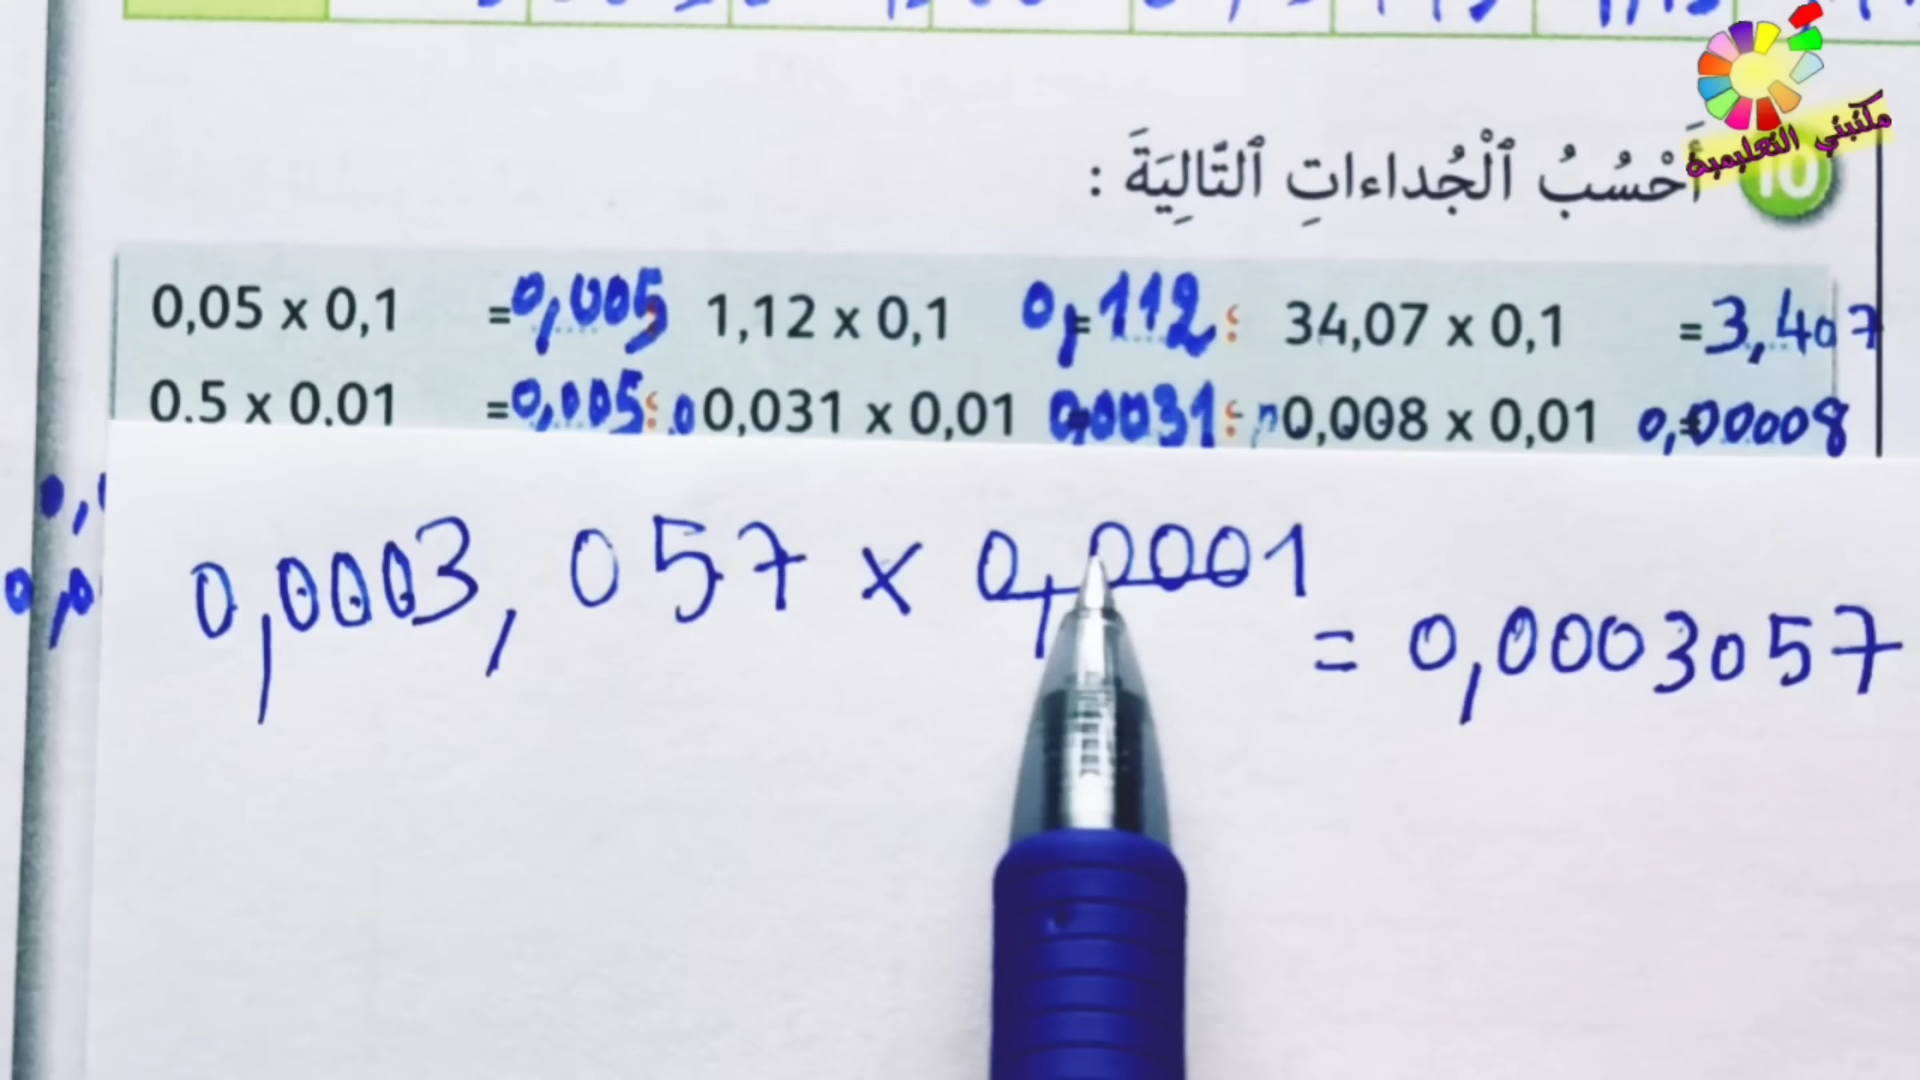 مكتبتي التعليمية
10 أَحْسُبُ ٱلْجُداءاتِ ٱلتّالِيَةَ :
0,05 x 0,1 =0,005 ؛ 1,12 x 0,1 = 0,112 ؛ 34,07 x 0,1 =3,407
0.5 x 0.01 =0,005 ؛ 0,031 x 0,01 0,00031 ؛ 0,008 x 0,01 0,00008
0,0003,057 x 0,0001 = 0,0003057